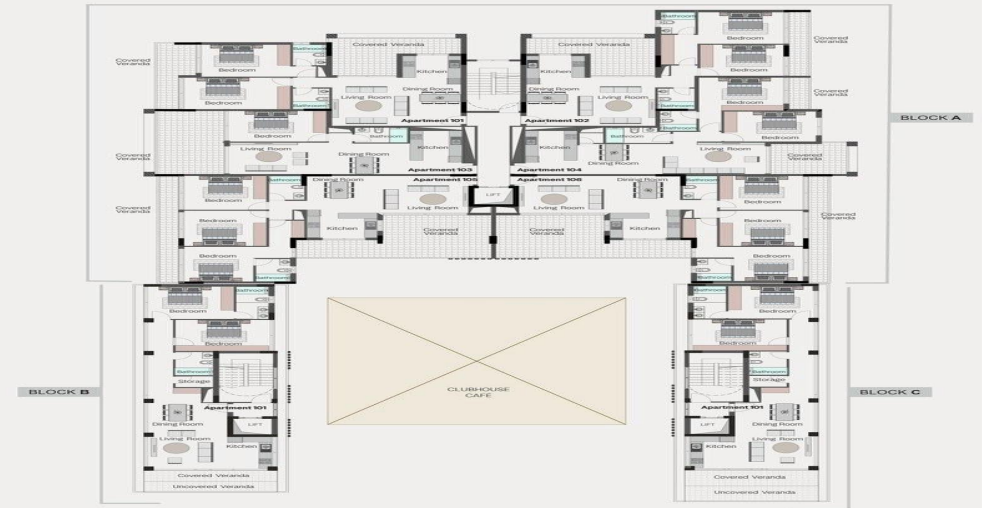 Bathroom
Bedroom
Covered
Veranda
Covered Veranda
Covered Veranda
Bathroom
Bedroom
Covered
Veranda
Kitchen
Kitchen
Bedroom
Bedroom
Dining Room
Dining Room
Covered
Veranda
Living Room
Living Room
Bedroom
Bathroom
Bathroom
Apartment 101
Apartment 102
BLOCK A
Bedroom
Bathroom
Bathroom
Bedroom
Living Room
Kitchen
Kitchen
Living Room
Covered
Veranda
Dining Room
Dining Room
Covered
Veranda
Apartment 103
Apartment 104
Bathroom
Dining Room
Apartment 105
Apartment 106
Dining Room
Bathroom
Bedroom
LIFT
Bedroom
Covered
Veranda
Living Room
Living Room
Covered
Veranda
Bedroom
Kitchen
Covered
Veranda
Covered
Veranda
Kitchen
Bedroom
Bedroom
Bathroom
Bathroom
Bedroom
Bedroom
Bathroom
Bathroom
Bedroom
Bedroom
Bedroom
Bathroom
Storage
Bathroom
Storage
BLOCK B
CLUBHOUSE
CAFÉ
BLOCK C
Apartment 101
Apartment 101
Dining Room
LIFT
LIFT
Dining Room
Living Room
Kitchen
Kitchen
Living Room
Covered Veranda
Covered Veranda
Uncovered Veranda
Uncovered Veranda